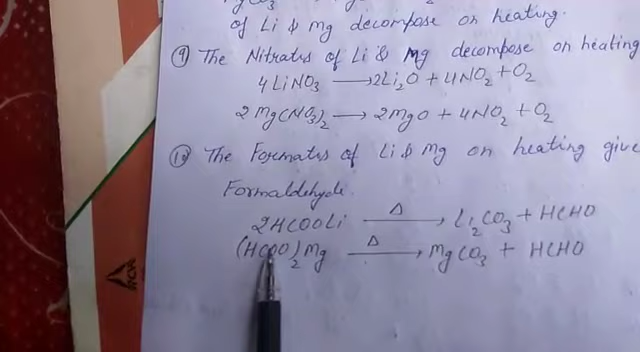 of Li & Mg decompose on heating.
⑨ The Nitrates of Li & Mg decompose on heating
4LiNO₃ ⟶ 2Li₂O + 4NO₂ + O₂
2Mg(NO₃)₂ ⟶ 2MgO + 4NO₂ + O₂
⑩ The Formates of Li & Mg on heating give
Formaldehyde.
2HCOOLi —Δ→ Li₂CO₃ + HCHO
(HCOO)₂Mg —Δ→ MgCO₃ + HCHO